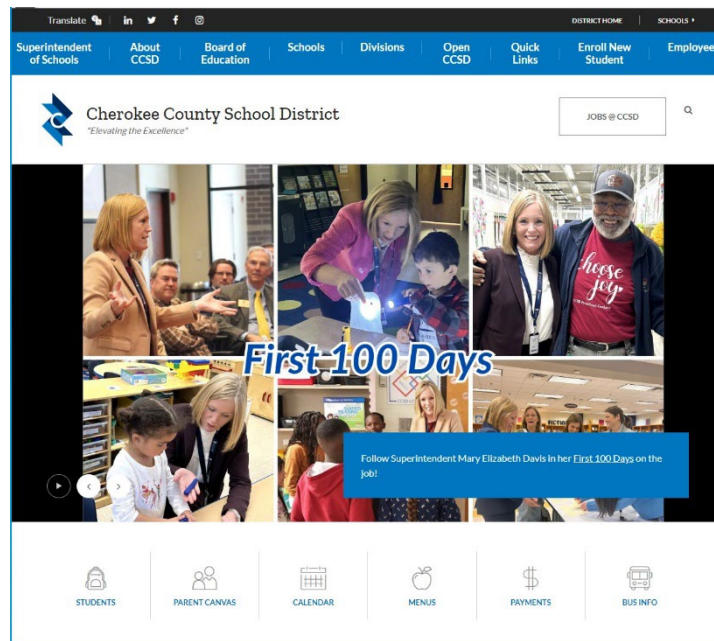 Translate
DISTRICT HOME
SCHOOLS
Superintendent
of Schools
About
CCSD
Board of
Education
Schools
Divisions
Open
CCSD
Quick
Links
Enroll New
Student
Employee
C
Cherokee County School District
"Elevating the Excellence"
JOBS @ CCSD
choose
joy
First 100 Days
Follow Superintendent Mary Elizabeth Davis in her First 100 Days on the
job!
STUDENTS
PARENT CANVAS
CALENDAR
MENUS
PAYMENTS
BUS INFO